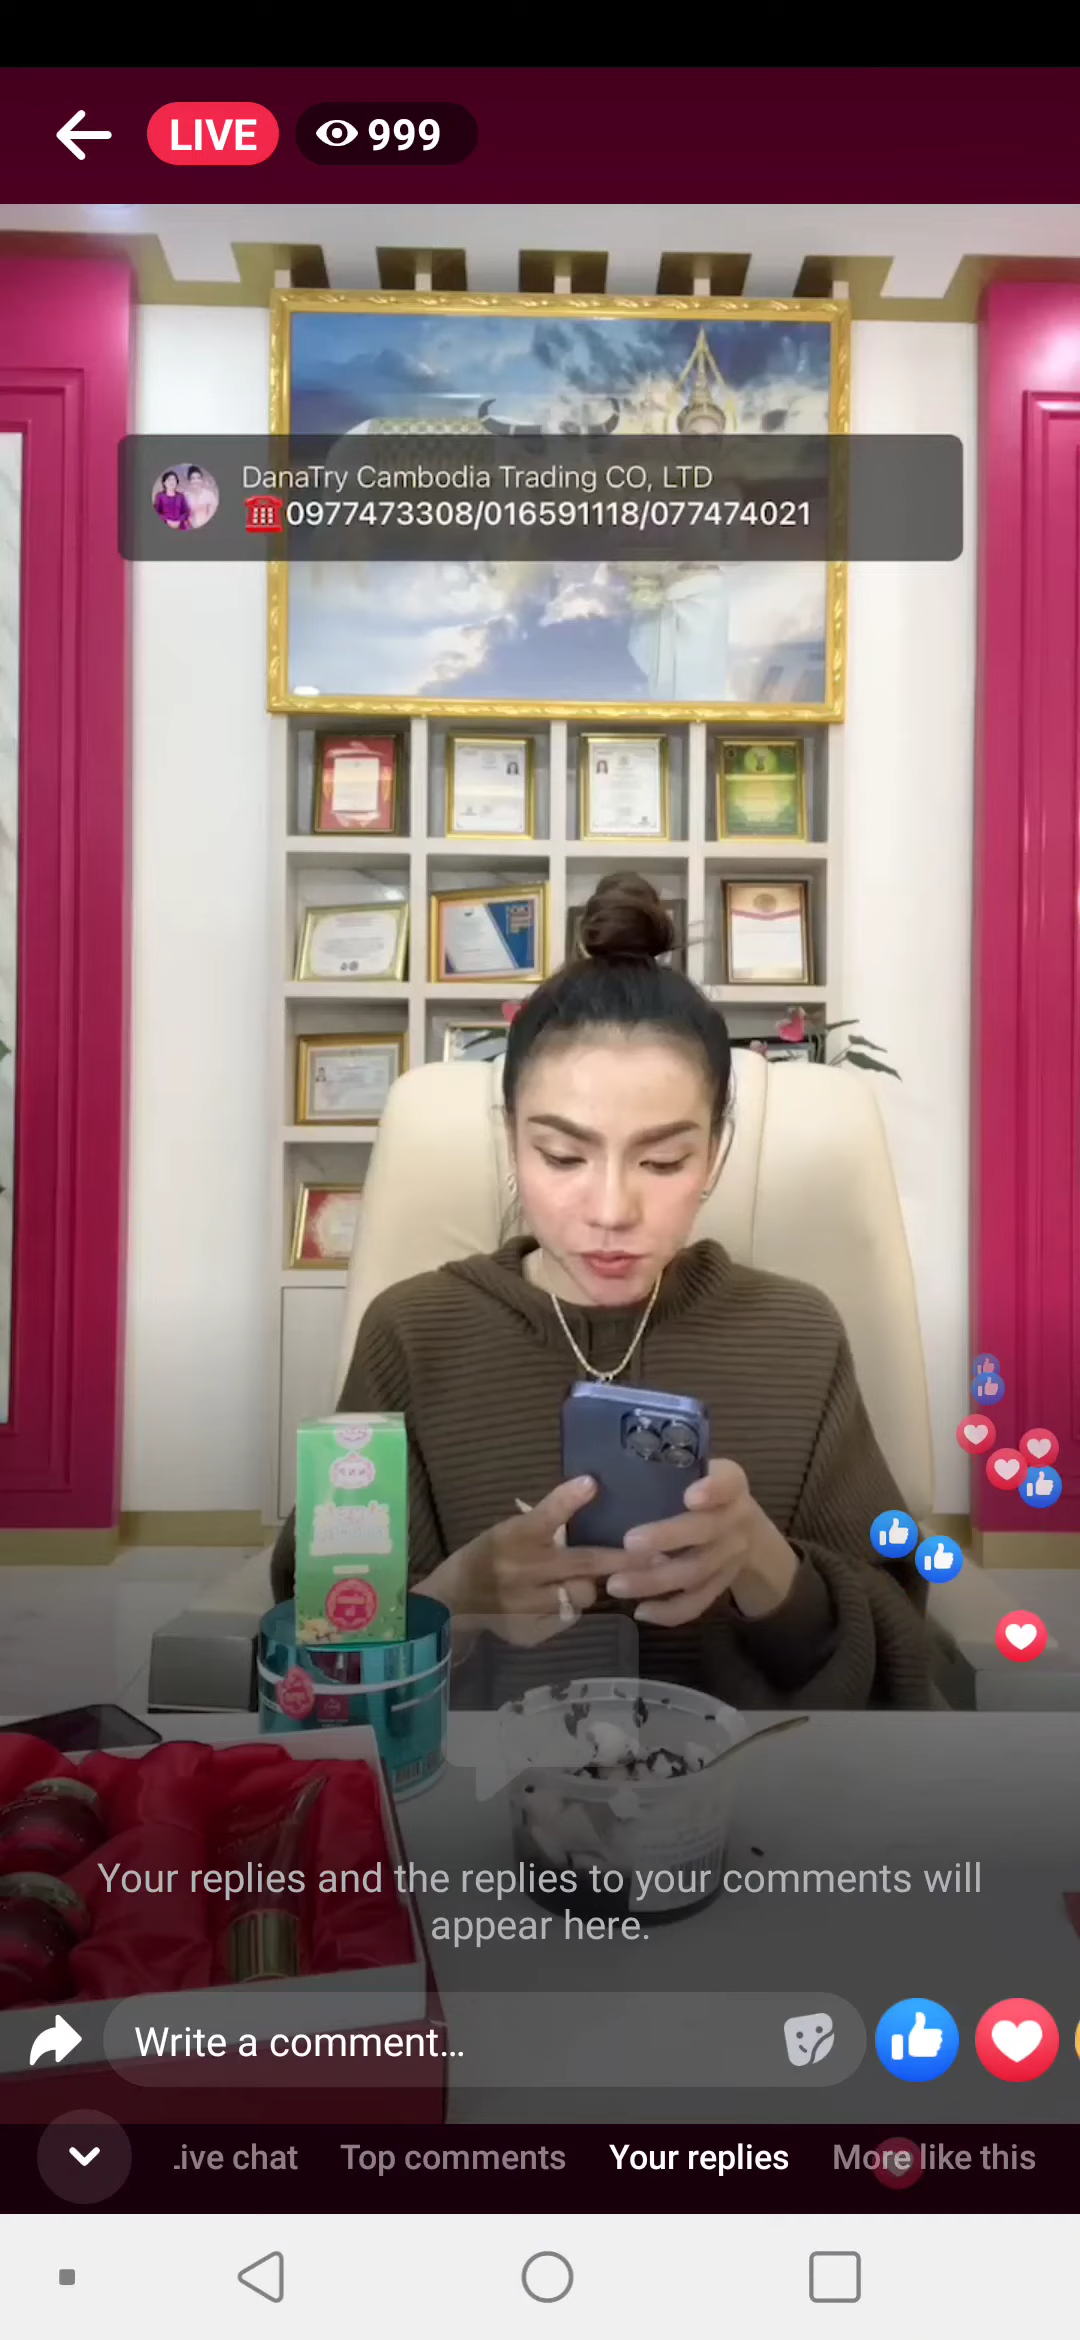 LIVE
999
DanaTry Cambodia Trading CO, LTD
☎️0977473308/016591118/077474021
Your replies and the replies to your comments will
appear here.
Write a comment...
.ive chat
Top comments
Your replies
More like this